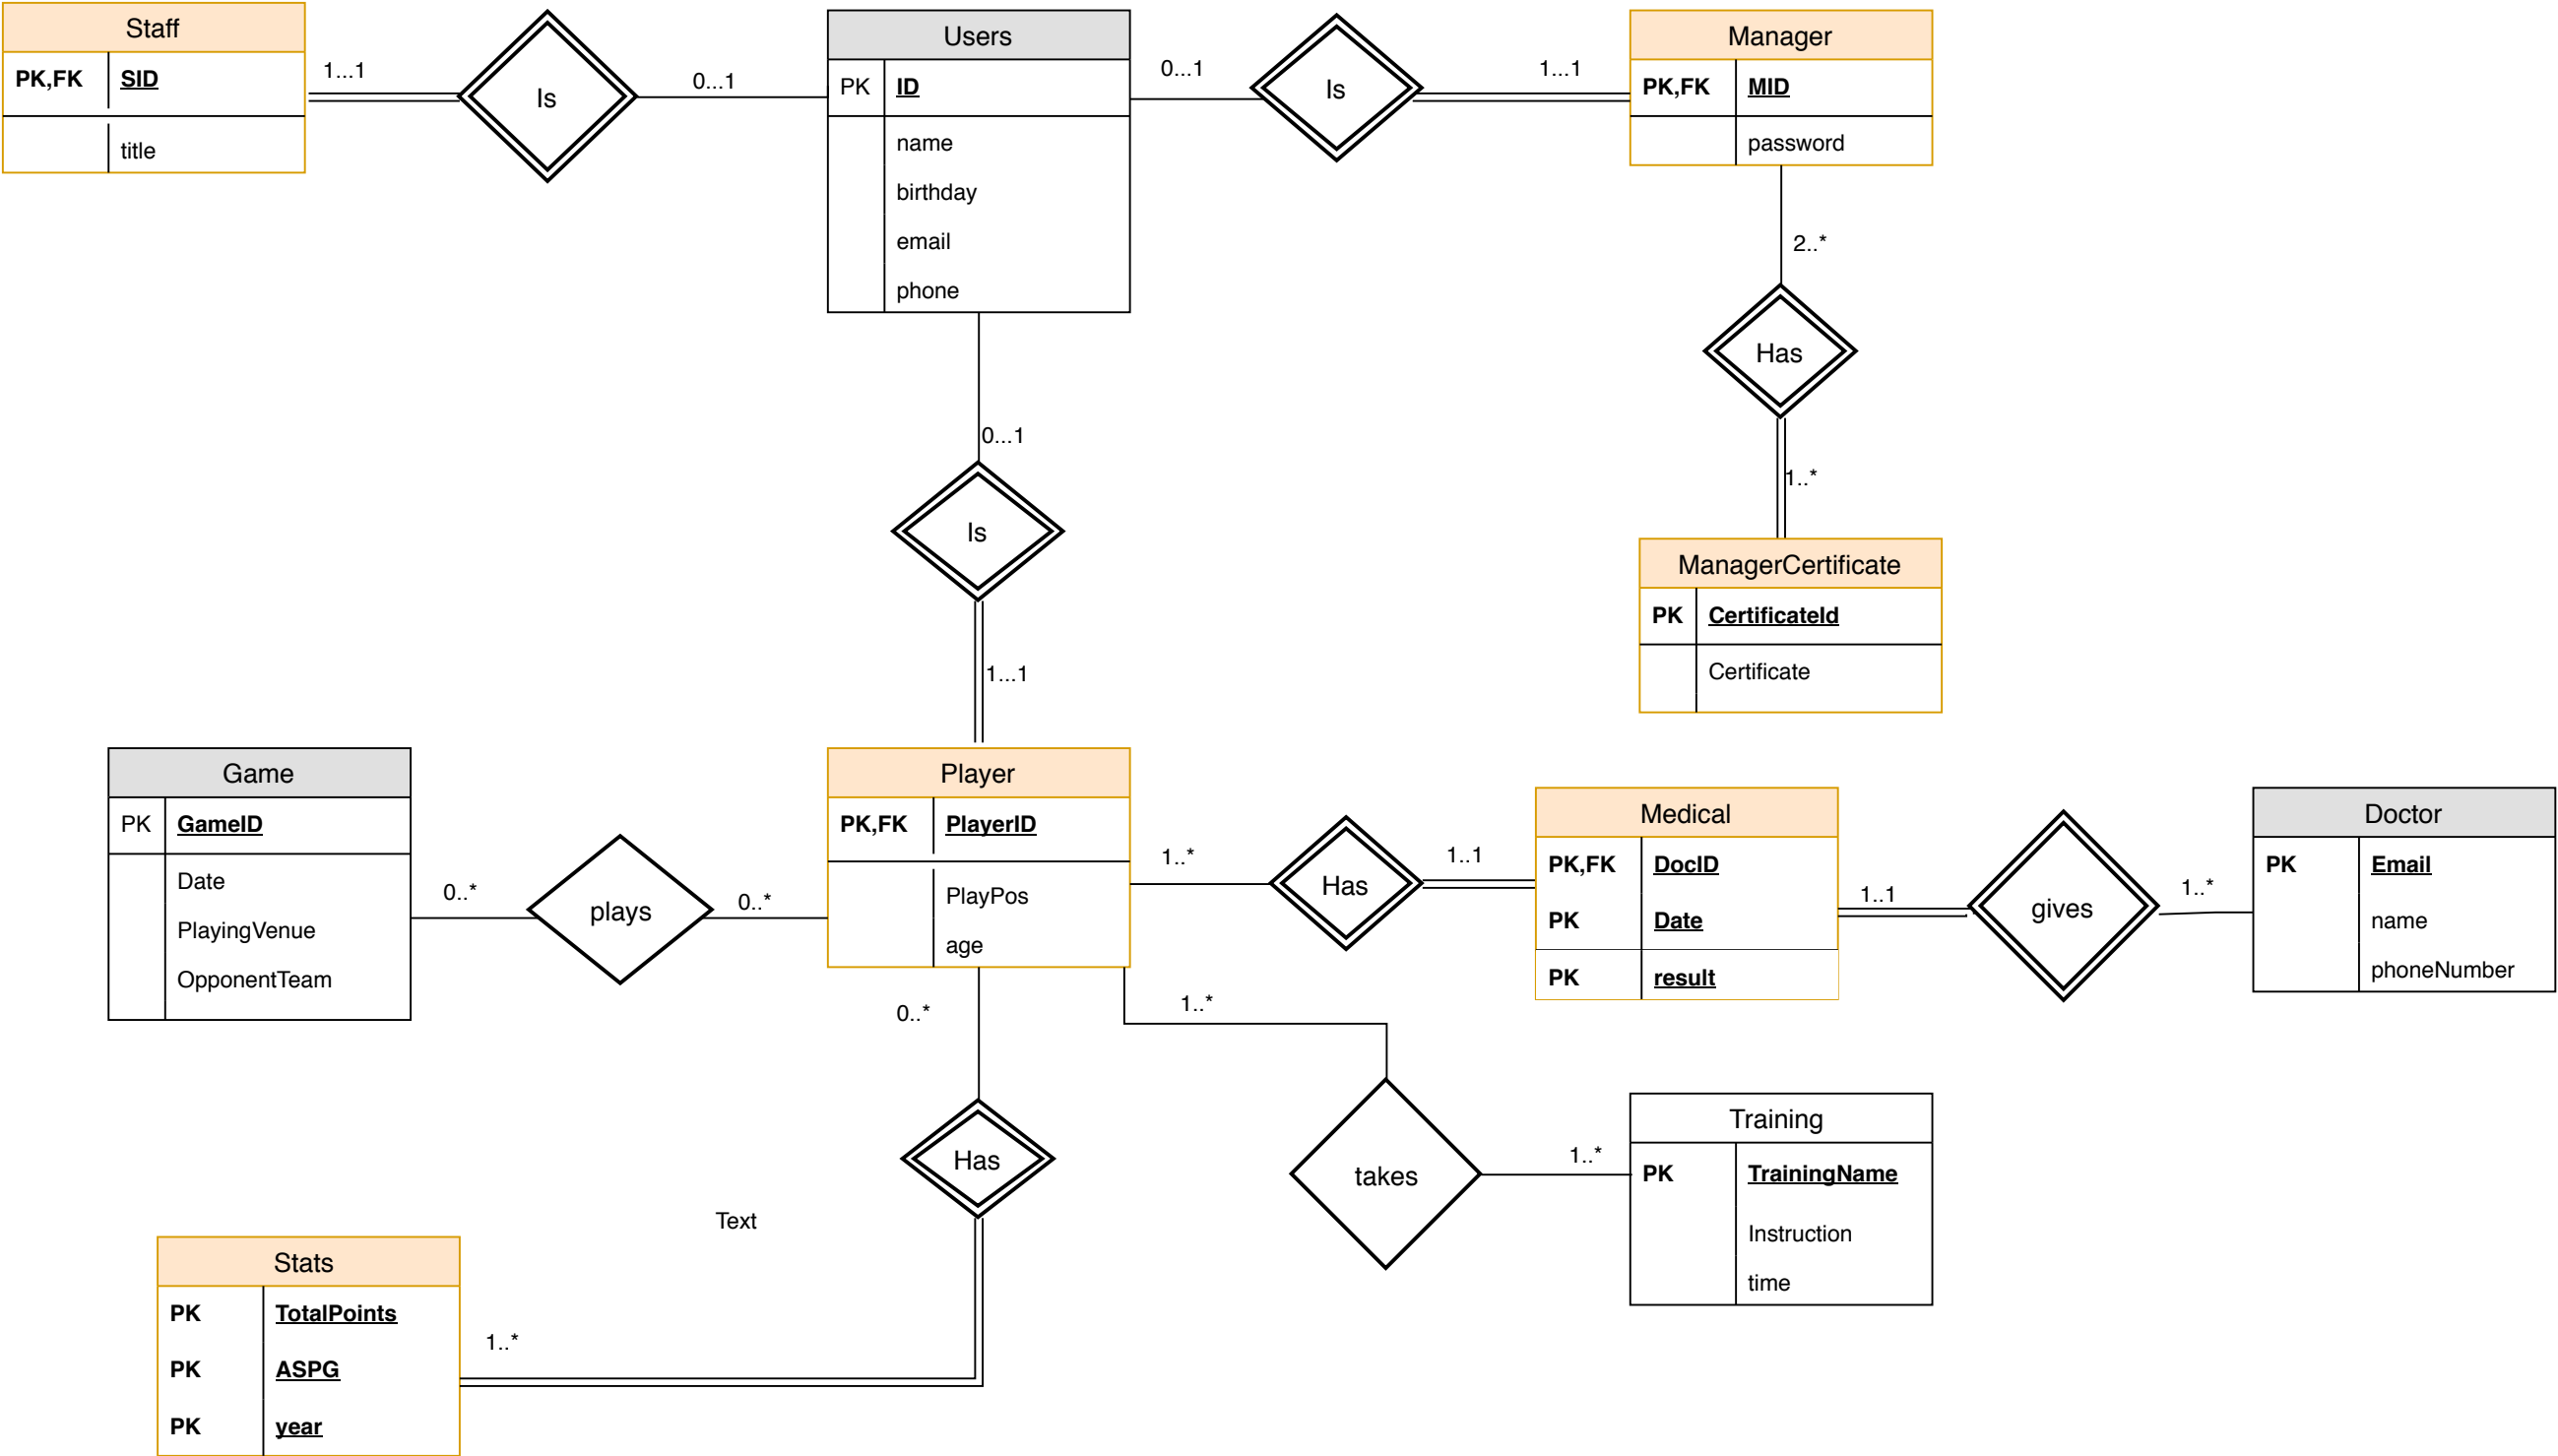 Staff
PK,FK SID
title
1...1
Is
0...1
Users
PK ID
name
birthday
email
phone
0...1
Is
1...1
Manager
PK,FK MID
password
2..*
Has
1..*
ManagerCertificate
PK CertificateId
Certificate
0...1
Is
1...1
Game
PK GameID
Date
PlayingVenue
OpponentTeam
0..*
plays
0..*
Player
PK,FK PlayerID
PlayPos
age
1..*
Has
1..1
Medical
PK,FK DocID
PK Date
PK result
1..1
gives
1..*
Doctor
PK Email
name
phoneNumber
0..*
Has
1..*
takes
1..*
Training
PK TrainingName
Instruction
time
Text
Stats
PK TotalPoints
PK ASPG
PK year
1..*